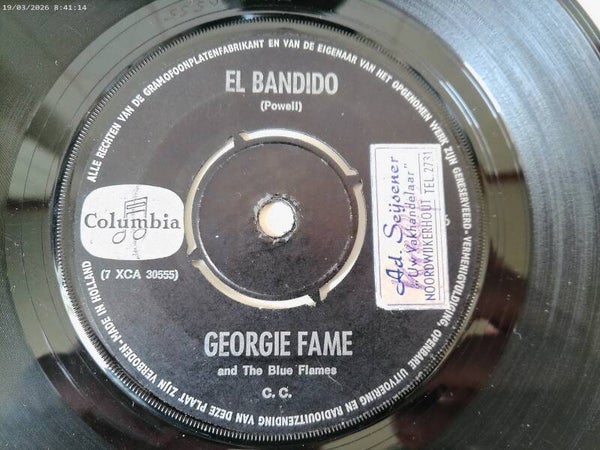 19/03/2026 8:41:14
ALLE RECHTEN VAN DE GRAMOFOONPLATENFABRIKANT EN VAN DE EIGENAAR VAN HET OPGENOMEN WERK ZIJN GERESERVEERD-VERMENIGVULDIGING, OPENBARE UITVOERING EN RADIOUITZENDING VAN DEZE PLAAT ZIJN VERBODEN-MADE IN HOLLAND
EL BANDIDO
(Powell)
Columbia
(7 XCA 30555)
Ad. Seysener
"Uw Vakhandelaar"
NOORDWIJKERHOUT TEL. 2731
GEORGIE FAME
and The Blue Flames
C. C.